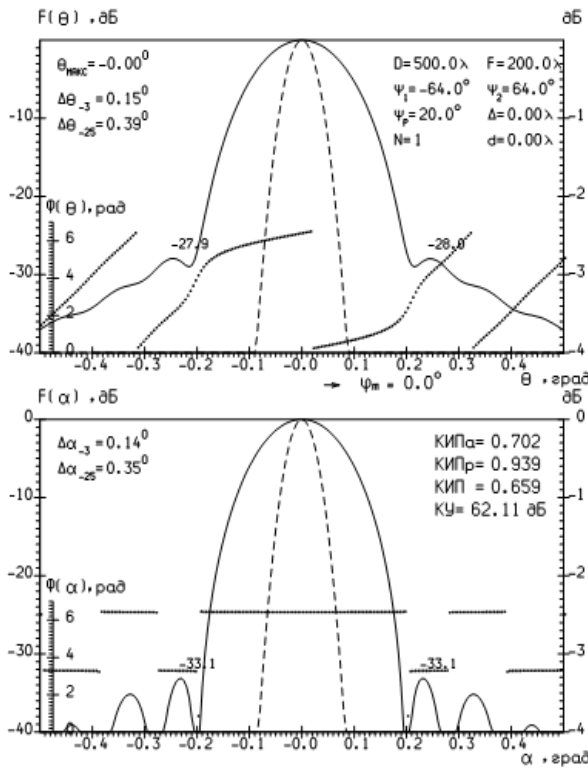 F(θ) ,дБ дБ
θмакс=-0.00⁰ D=500.0λ F=200.0λ
Δθ₋₃=0.15⁰ Ψ₁=-64.0° Ψ₂=64.0°
Δθ₋₂₅=0.39⁰ Ψₚ=20.0° Δ=0.00λ
N=1 d=0.00λ
-10 -1
-20 -2
φ(θ),рад
6 -27.9 -28.0
-30 4 -3
2
-40 0 -4
-0.4 -0.3 -0.2 -0.1 -0.0 0.1 0.2 0.3 0.4
→ Ψm = 0.0° θ ,град
F(α) ,дБ дБ
0 0
Δα₋₃=0.14⁰ КИПа= 0.702
Δα₋₂₅=0.35⁰ КИПр= 0.939
КИП = 0.659
-10 КУ= 62.11 дБ -1
-20 -2
φ(α),рад
6
-30 4 -33.1 -33.1 -3
2
-40 -4
-0.4 -0.3 -0.2 -0.1 -0.0 0.1 0.2 0.3 0.4
α ,град